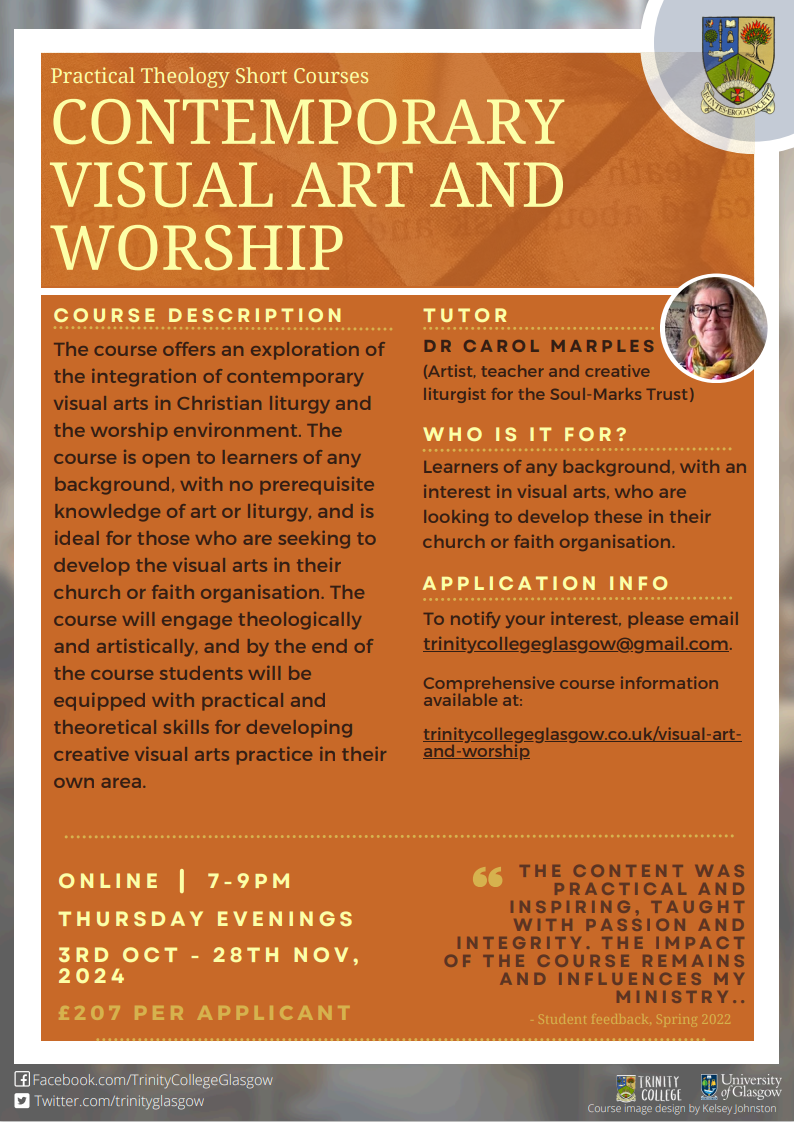 Practical Theology Short Courses
CONTEMPORARY
VISUAL ART AND
WORSHIP
COURSE DESCRIPTION
The course offers an exploration of
the integration of contemporary
visual arts in Christian liturgy and
the worship environment. The
course is open to learners of any
background, with no prerequisite
knowledge of art or liturgy, and is
ideal for those who are seeking to
develop the visual arts in their
church or faith organisation. The
course will engage theologically
and artistically, and by the end of
the course students will be
equipped with practical and
theoretical skills for developing
creative visual arts practice in their
own area.
TUTOR
DR CAROL MARPLES
(Artist, teacher and creative
liturgist for the Soul-Marks Trust)
WHO IS IT FOR?
Learners of any background, with an
interest in visual arts, who are
looking to develop these in their
church or faith organisation.
APPLICATION INFO
To notify your interest, please email
trinitycollegeglasgow@gmail.com.
Comprehensive course information
available at:
trinitycollegeglasgow.co.uk/visual-art-
and-worship
ONLINE | 7-9PM
THURSDAY EVENINGS
3RD OCT - 28TH NOV,
2024
£207 PER APPLICANT
“ THE CONTENT WAS
PRACTICAL AND
INSPIRING, TAUGHT
WITH PASSION AND
INTEGRITY. THE IMPACT
OF THE COURSE REMAINS
AND INFLUENCES MY
MINISTRY..
- Student feedback, Spring 2022
Facebook.com/TrinityCollegeGlasgow
Twitter.com/trinityglasgow
TRINITY
COLLEGE
University
of Glasgow
Course image design by Kelsey Johnston